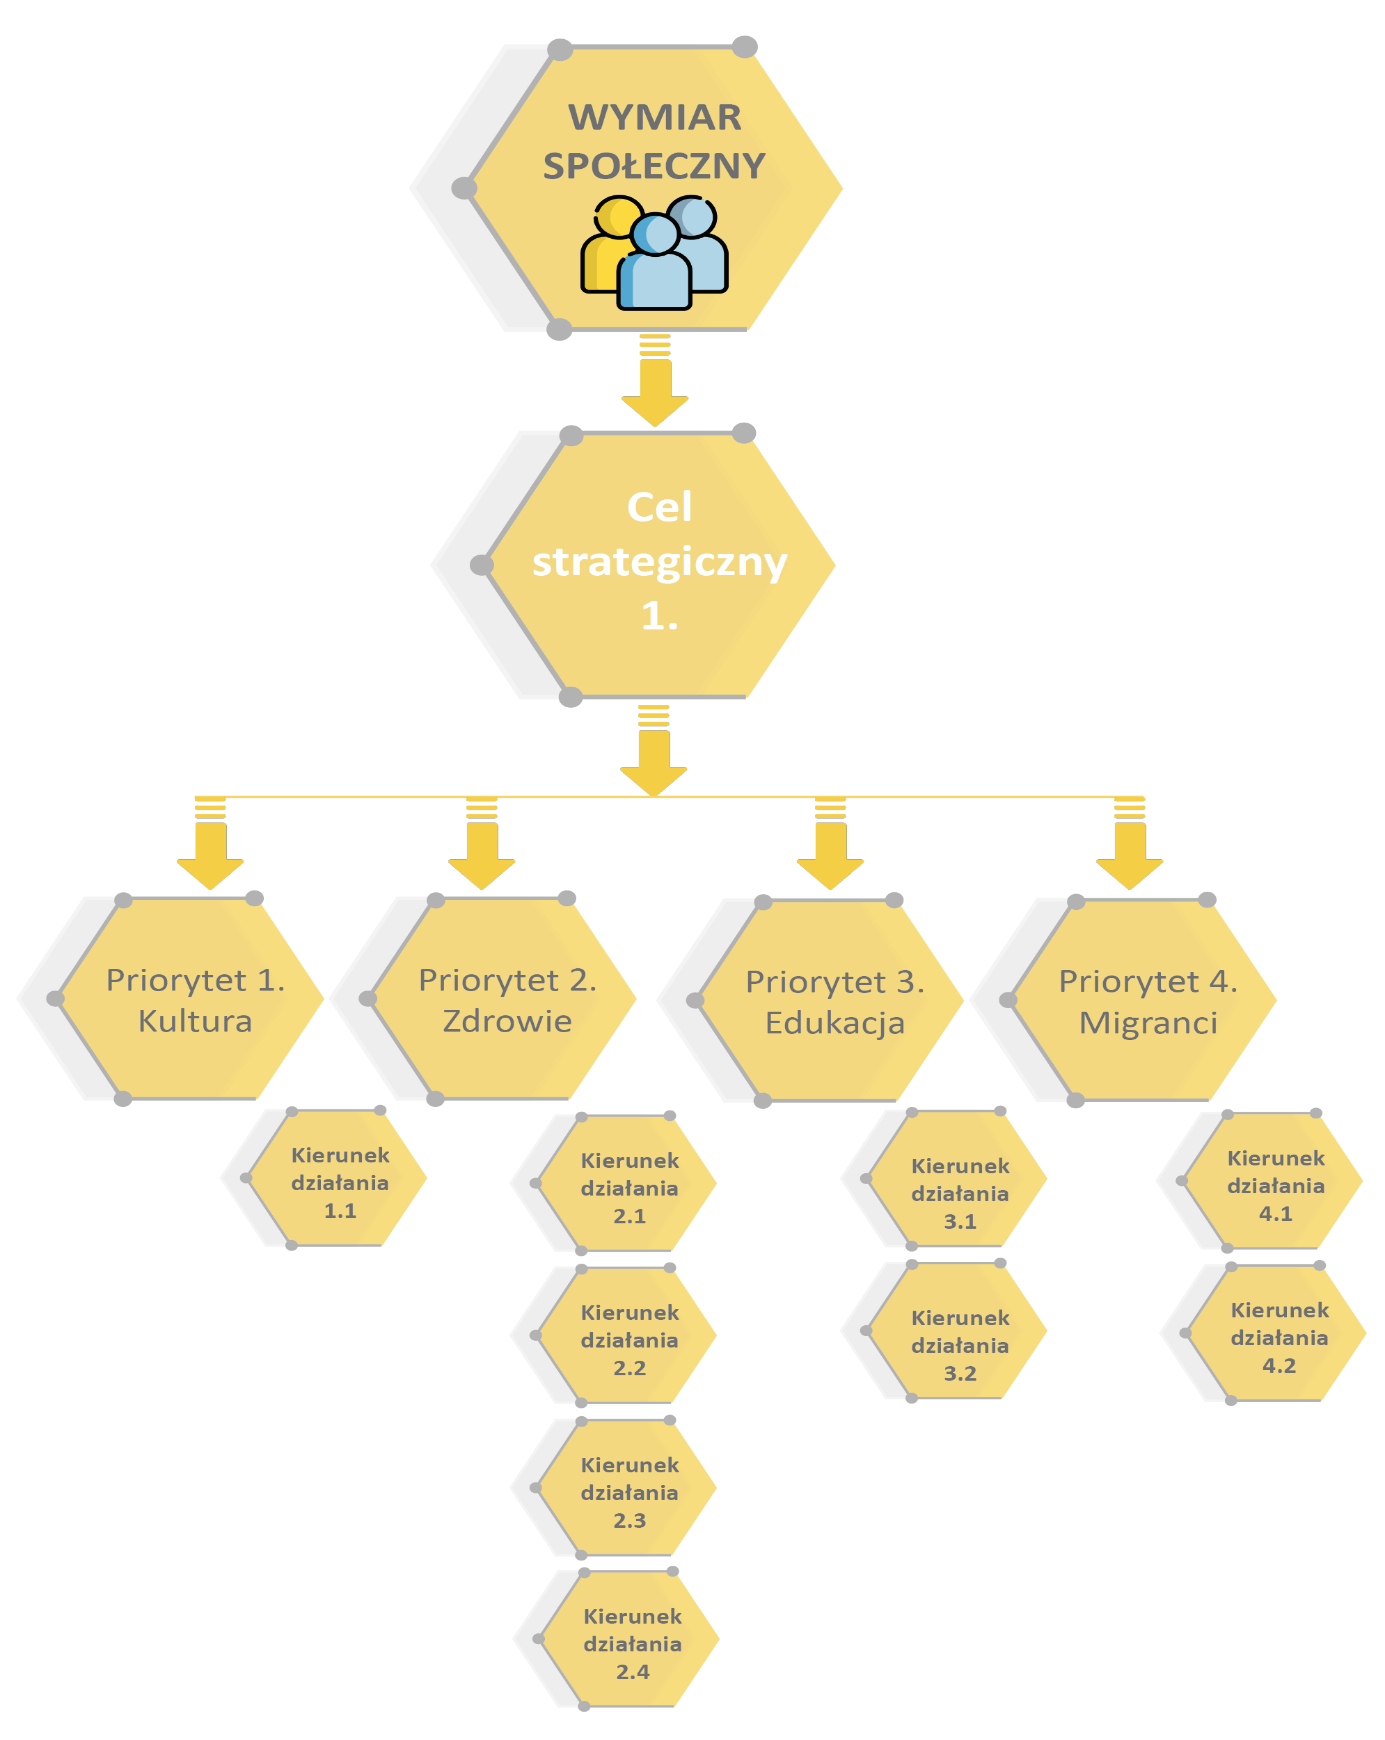 WYMIAR
SPOŁECZNY
Cel
strategiczny
1.
Priorytet 1.
Kultura
Priorytet 2.
Zdrowie
Priorytet 3.
Edukacja
Priorytet 4.
Migranci
Kierunek
działania
1.1
Kierunek
działania
2.1
Kierunek
działania
2.2
Kierunek
działania
2.3
Kierunek
działania
2.4
Kierunek
działania
3.1
Kierunek
działania
3.2
Kierunek
działania
4.1
Kierunek
działania
4.2